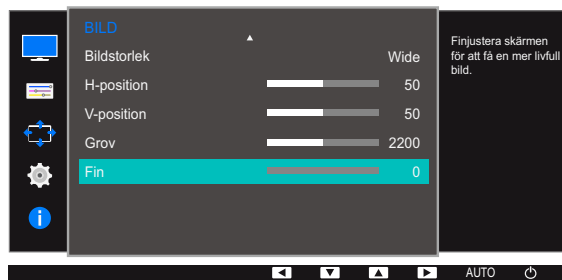 BILD
Bildstorlek Wide
H-position 50
V-position 50
Grov 2200
Fin 0
Finjustera skärmen
för att få en mer livfull
bild.
AUTO